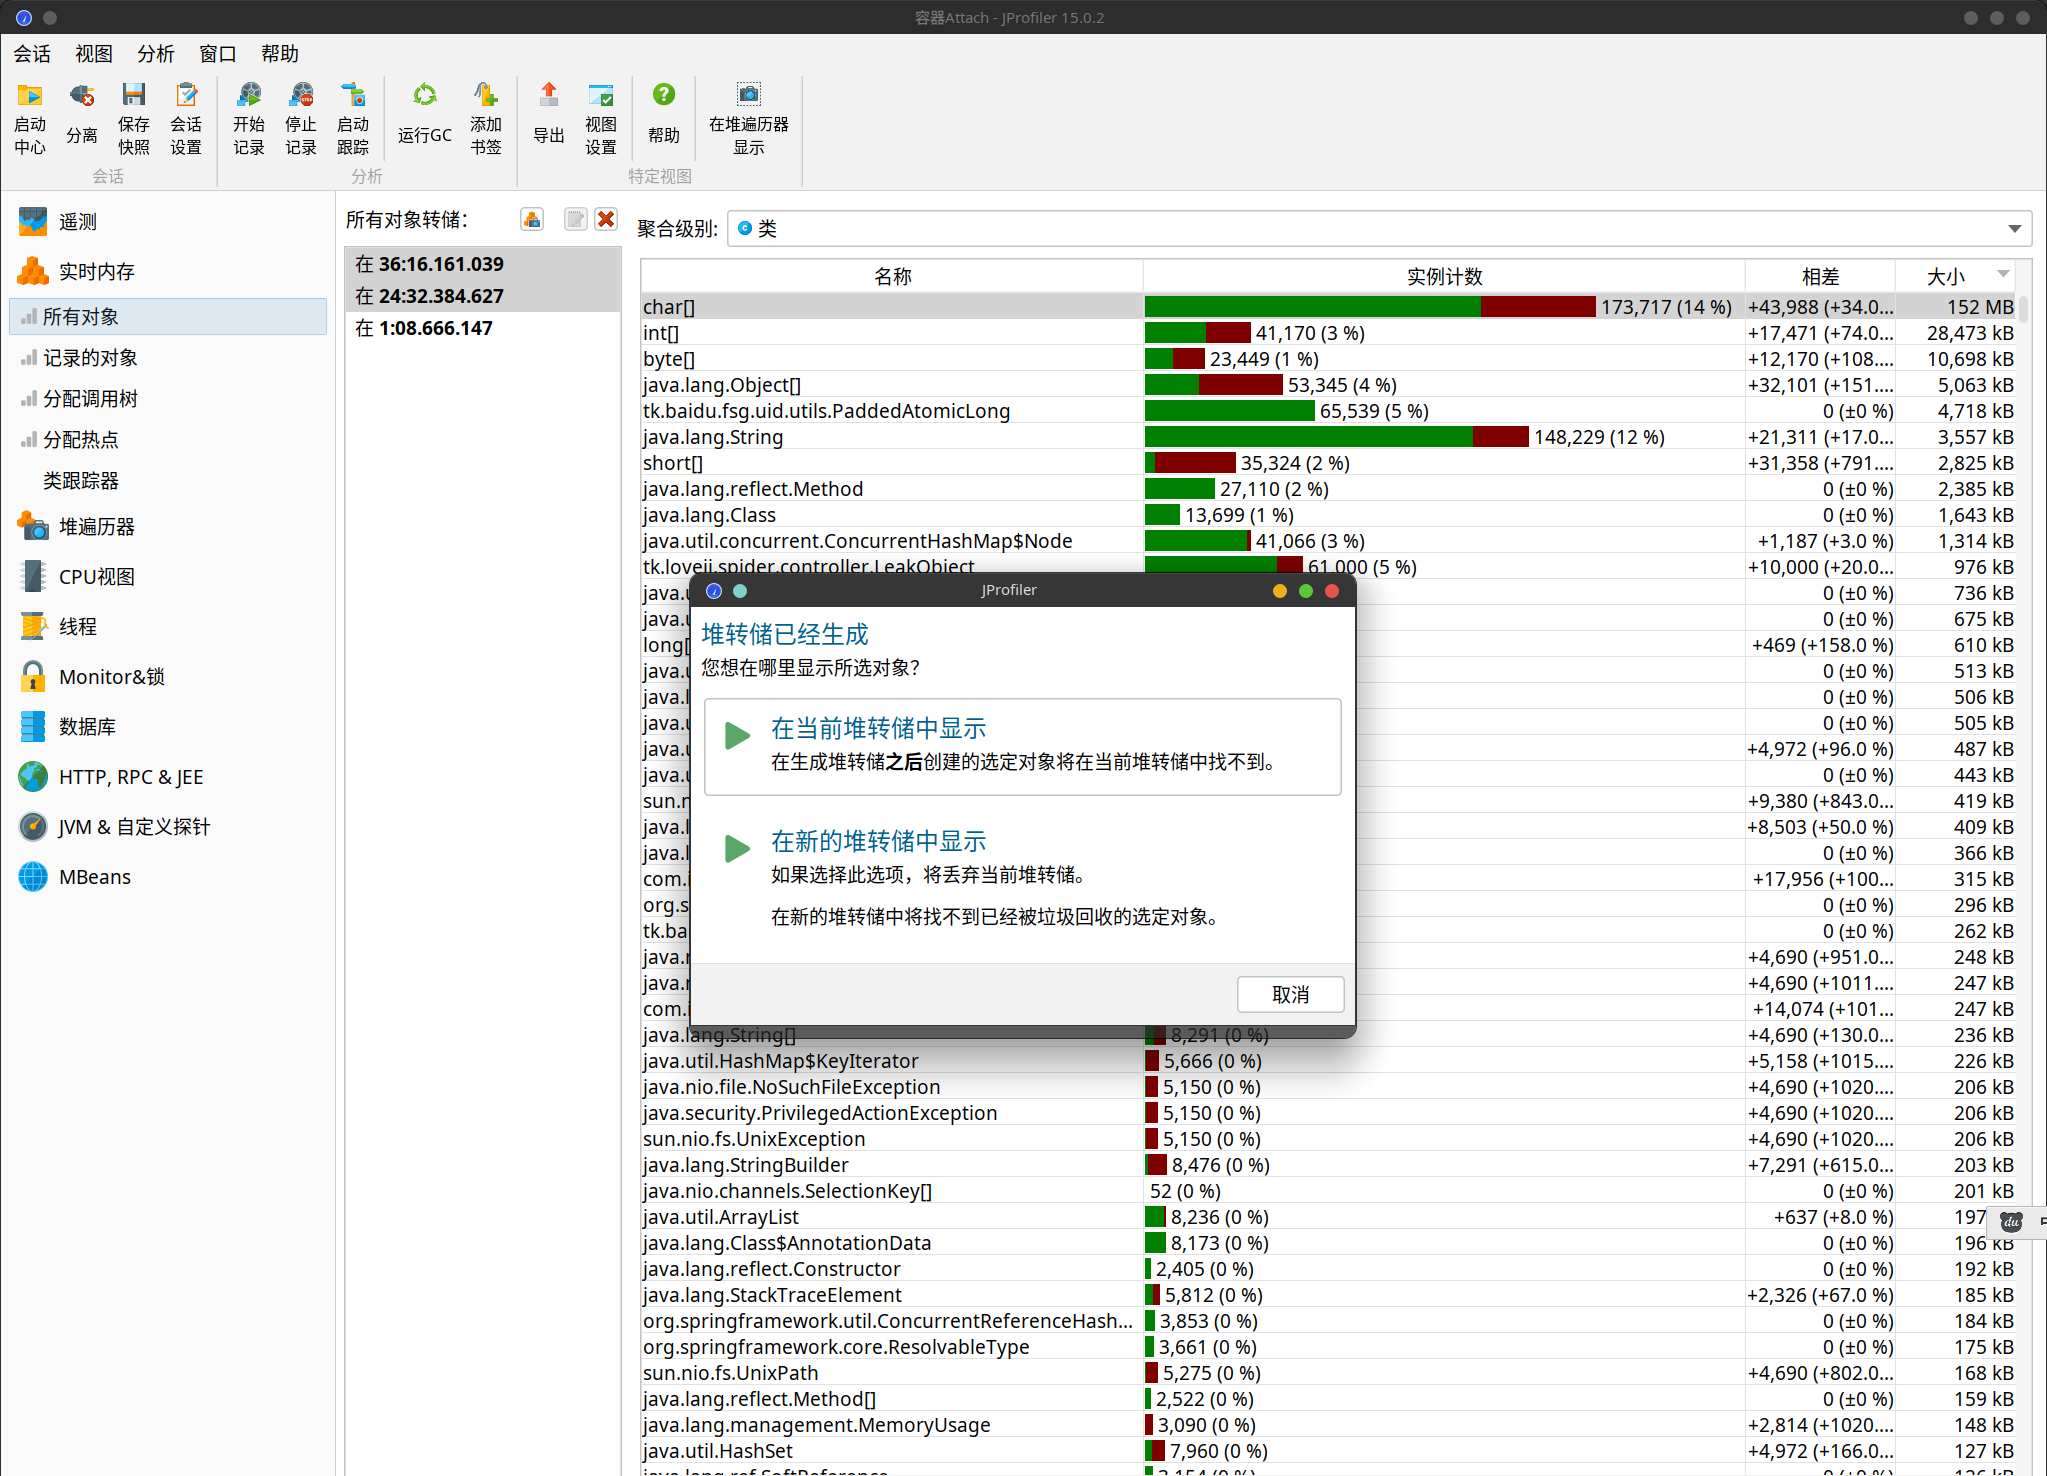 容器Attach - JProfiler 15.0.2
会话 视图 分析 窗口 帮助
启动中心 分离 保存快照 会话设置 开始记录 停止记录 启动跟踪 运行GC 添加书签 导出 视图设置 帮助 在堆遍历器显示
会话 分析 特定视图
遥测
实时内存
所有对象
记录的对象
分配调用树
分配热点
类跟踪器
堆遍历器
CPU视图
线程
Monitor&锁
数据库
HTTP, RPC & JEE
JVM & 自定义探针
MBeans
所有对象转储：
在 36:16.161.039
在 24:32.384.627
在 1:08.666.147
聚合级别: 类
名称 实例计数 相差 大小
char[] 173,717 (14 %) +43,988 (+34.0... 152 MB
int[] 41,170 (3 %) +17,471 (+74.0... 28,473 kB
byte[] 23,449 (1 %) +12,170 (+108.... 10,698 kB
java.lang.Object[] 53,345 (4 %) +32,101 (+151.... 5,063 kB
tk.baidu.fsg.uid.utils.PaddedAtomicLong 65,539 (5 %) 0 (±0 %) 4,718 kB
java.lang.String 148,229 (12 %) +21,311 (+17.0... 3,557 kB
short[] 35,324 (2 %) +31,358 (+791.... 2,825 kB
java.lang.reflect.Method 27,110 (2 %) 0 (±0 %) 2,385 kB
java.lang.Class 13,699 (1 %) 0 (±0 %) 1,643 kB
java.util.concurrent.ConcurrentHashMap$Node 41,066 (3 %) +1,187 (+3.0 %) 1,314 kB
tk.loveji.spider.controller.LeakObject 61,000 (5 %) +10,000 (+20.0... 976 kB
java.u 0 (±0 %) 736 kB
java.u 0 (±0 %) 675 kB
long[ +469 (+158.0 %) 610 kB
java.u 0 (±0 %) 513 kB
java.l 0 (±0 %) 506 kB
java.u 0 (±0 %) 505 kB
java.u +4,972 (+96.0 %) 487 kB
java.u 0 (±0 %) 443 kB
sun.n +9,380 (+843.0... 419 kB
java.l +8,503 (+50.0 %) 409 kB
java.l 0 (±0 %) 366 kB
com.i +17,956 (+100... 315 kB
org.s 0 (±0 %) 296 kB
tk.ba 0 (±0 %) 262 kB
java.r +4,690 (+951.0... 248 kB
java.r +4,690 (+1011.... 247 kB
com.i +14,074 (+101... 247 kB
java.lang.String[] 8,291 (0 %) +4,690 (+130.0... 236 kB
java.util.HashMap$KeyIterator 5,666 (0 %) +5,158 (+1015.... 226 kB
java.nio.file.NoSuchFileException 5,150 (0 %) +4,690 (+1020.... 206 kB
java.security.PrivilegedActionException 5,150 (0 %) +4,690 (+1020.... 206 kB
sun.nio.fs.UnixException 5,150 (0 %) +4,690 (+1020.... 206 kB
java.lang.StringBuilder 8,476 (0 %) +7,291 (+615.0... 203 kB
java.nio.channels.SelectionKey[] 52 (0 %) 0 (±0 %) 201 kB
java.util.ArrayList 8,236 (0 %) +637 (+8.0 %) 197
java.lang.Class$AnnotationData 8,173 (0 %) 0 (±0 %) 196 kB
java.lang.reflect.Constructor 2,405 (0 %) 0 (±0 %) 192 kB
java.lang.StackTraceElement 5,812 (0 %) +2,326 (+67.0 %) 185 kB
org.springframework.util.ConcurrentReferenceHash... 3,853 (0 %) 0 (±0 %) 184 kB
org.springframework.core.ResolvableType 3,661 (0 %) 0 (±0 %) 175 kB
sun.nio.fs.UnixPath 5,275 (0 %) +4,690 (+802.0... 168 kB
java.lang.reflect.Method[] 2,522 (0 %) 0 (±0 %) 159 kB
java.lang.management.MemoryUsage 3,090 (0 %) +2,814 (+1020.... 148 kB
java.util.HashSet 7,960 (0 %) +4,972 (+166.0... 127 kB
java.lang.ref.SoftReference 3,154 (0 %) 0 (±0 %) 126 kB
JProfiler
堆转储已经生成
您想在哪里显示所选对象？
在当前堆转储中显示
在生成堆转储之后创建的选定对象将在当前堆转储中找不到。
在新的堆转储中显示
如果选择此选项，将丢弃当前堆转储。
在新的堆转储中将找不到已经被垃圾回收的选定对象。
取消
du